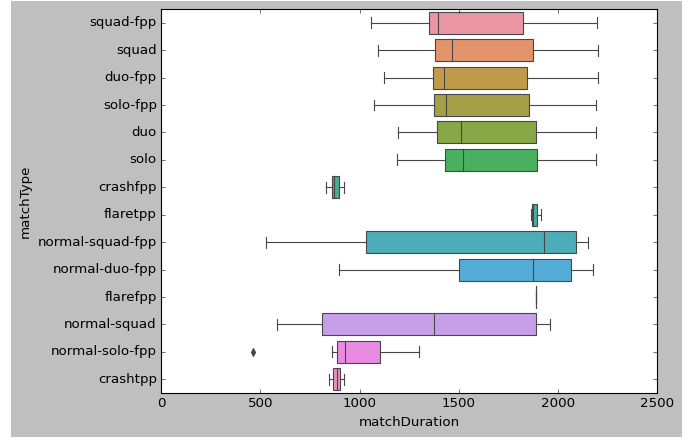 squad-fpp
squad
duo-fpp
solo-fpp
duo
solo
crashfpp
flaretpp
normal-squad-fpp
normal-duo-fpp
flarefpp
normal-squad
normal-solo-fpp
crashtpp
matchType
0 500 1000 1500 2000 2500
matchDuration